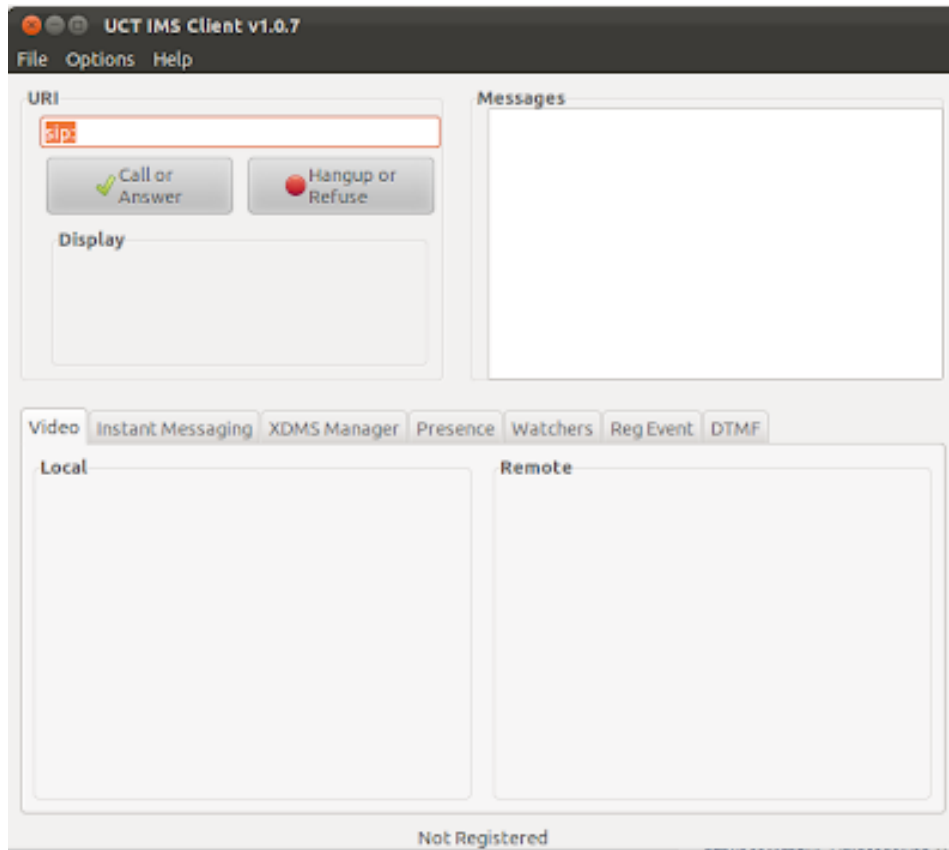 UCT IMS Client v1.0.7
File Options Help
URI
sip:
Call or
Answer
Hangup or
Refuse
Display
Messages
Video Instant Messaging XDMS Manager Presence Watchers Reg Event DTMF
Local
Remote
Not Registered